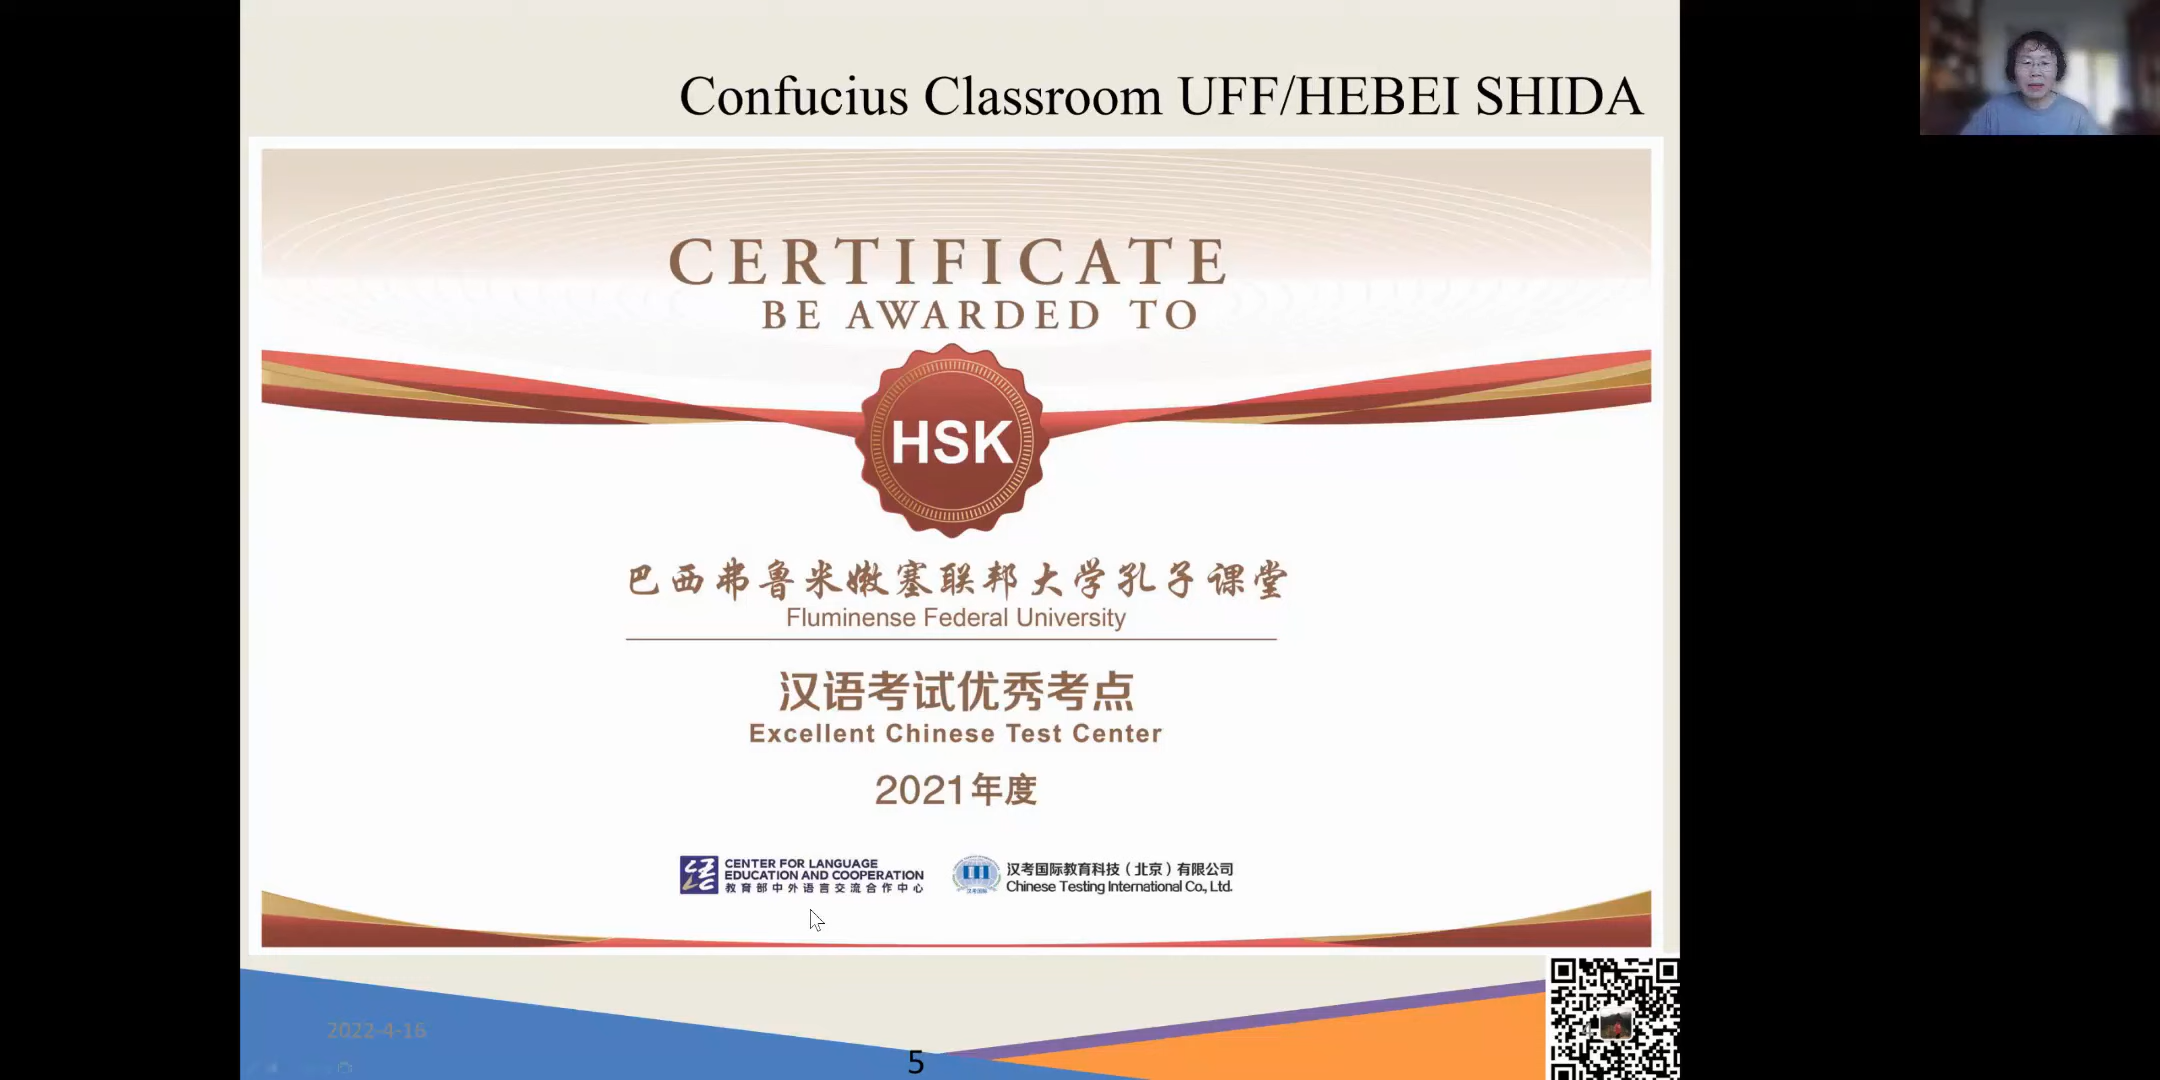 Confucius Classroom UFF/HEBEI SHIDA
CERTIFICATE
BE AWARDED TO
HSK
巴西弗鲁米嫩塞联邦大学孔子课堂
Fluminense Federal University
汉语考试优秀考点
Excellent Chinese Test Center
2021年度
CENTER FOR LANGUAGE
EDUCATION AND COOPERATION
教育部中外语言交流合作中心
汉考国际教育科技（北京）有限公司
Chinese Testing International Co., Ltd.
2022-4-16
5